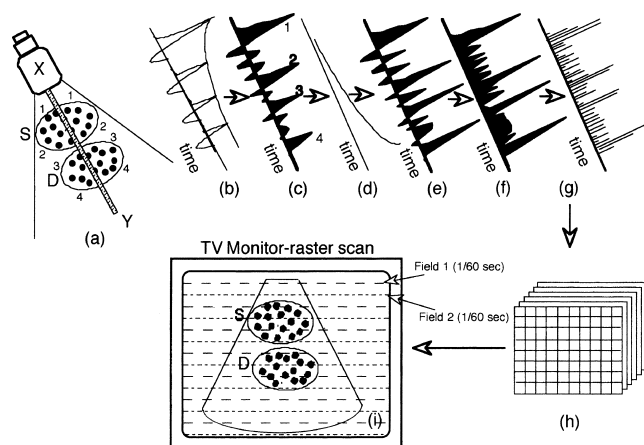 X
1
1
S
2
2
3
D
3
4
4
Y
(a)
time
(b)
1
2
3
4
time
(c)
time
(d)
time
(e)
time
(f)
time
(g)
TV Monitor-raster scan
Field 1 (1/60 sec)
Field 2 (1/60 sec)
S
D
(i)
(h)